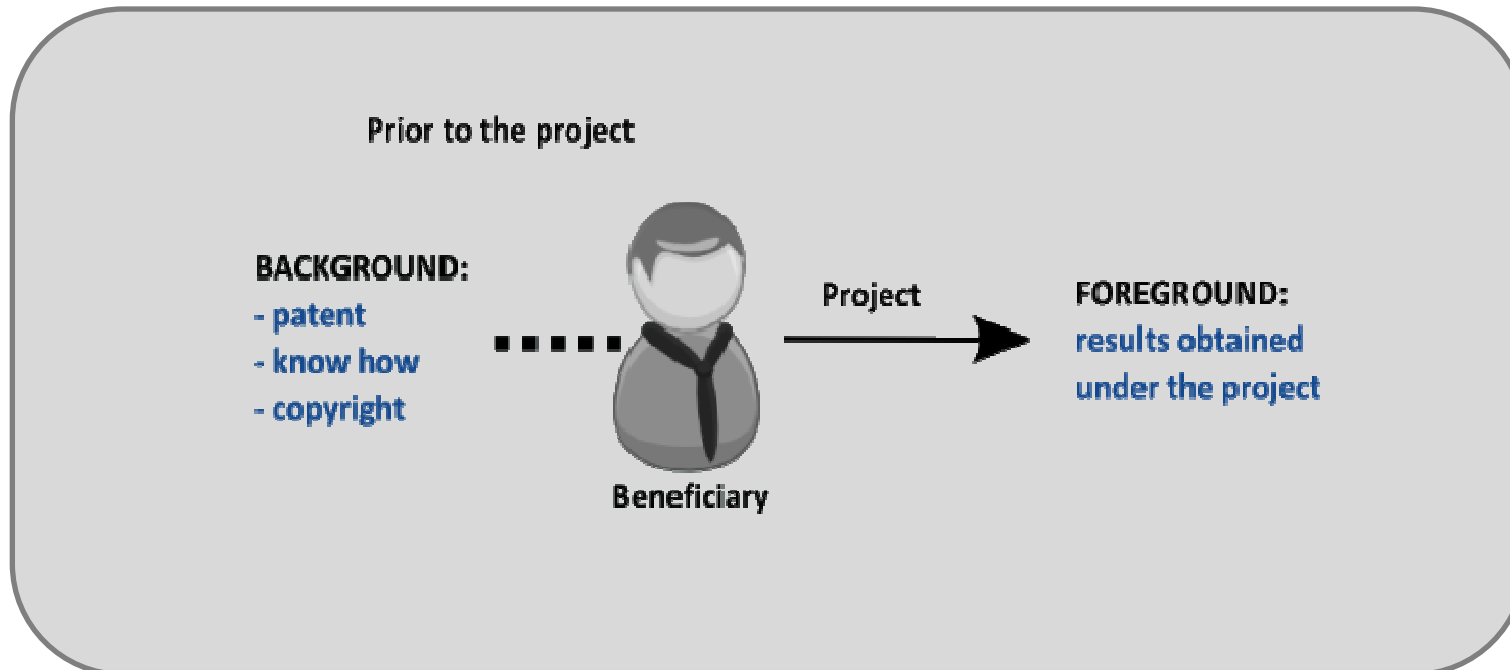 Prior to the project
BACKGROUND:
- patent
- know how
- copyright
Beneficiary
Project
FOREGROUND:
results obtained
under the project